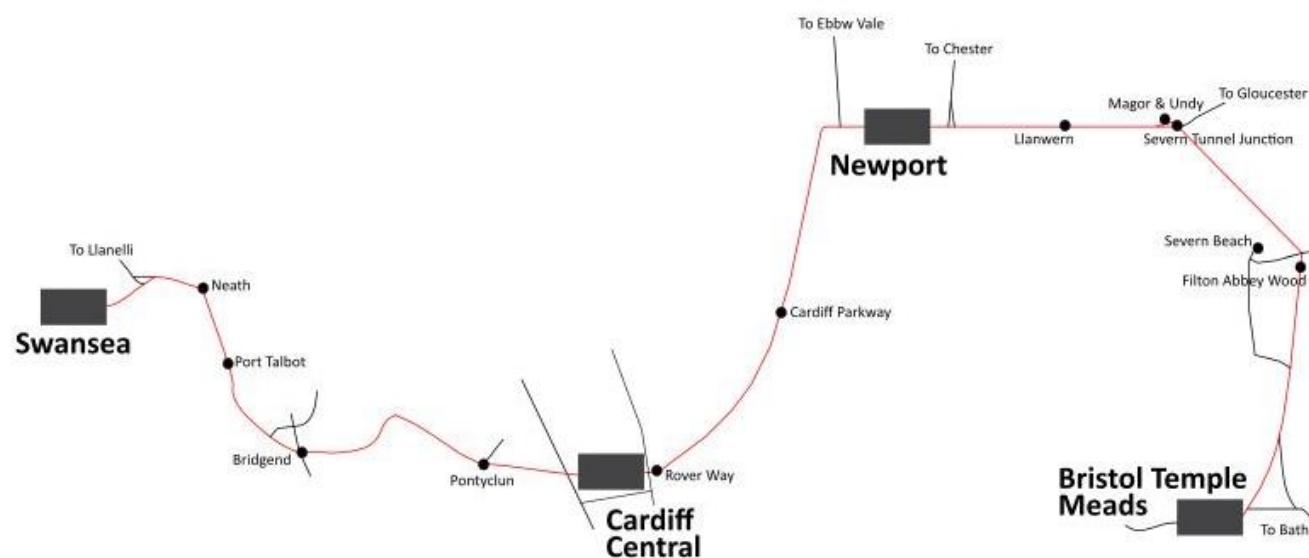 To Ebbw Vale
To Chester
To Gloucester
Magor & Undy
Newport
Llanwern
Severn Tunnel Junction
To Llanelli
Swansea
Neath
Port Talbot
Severn Beach
Filton Abbey Wood
Cardiff Parkway
Bridgend
Pontyclun
Rover Way
Cardiff
Central
Bristol Temple
Meads
To Bath